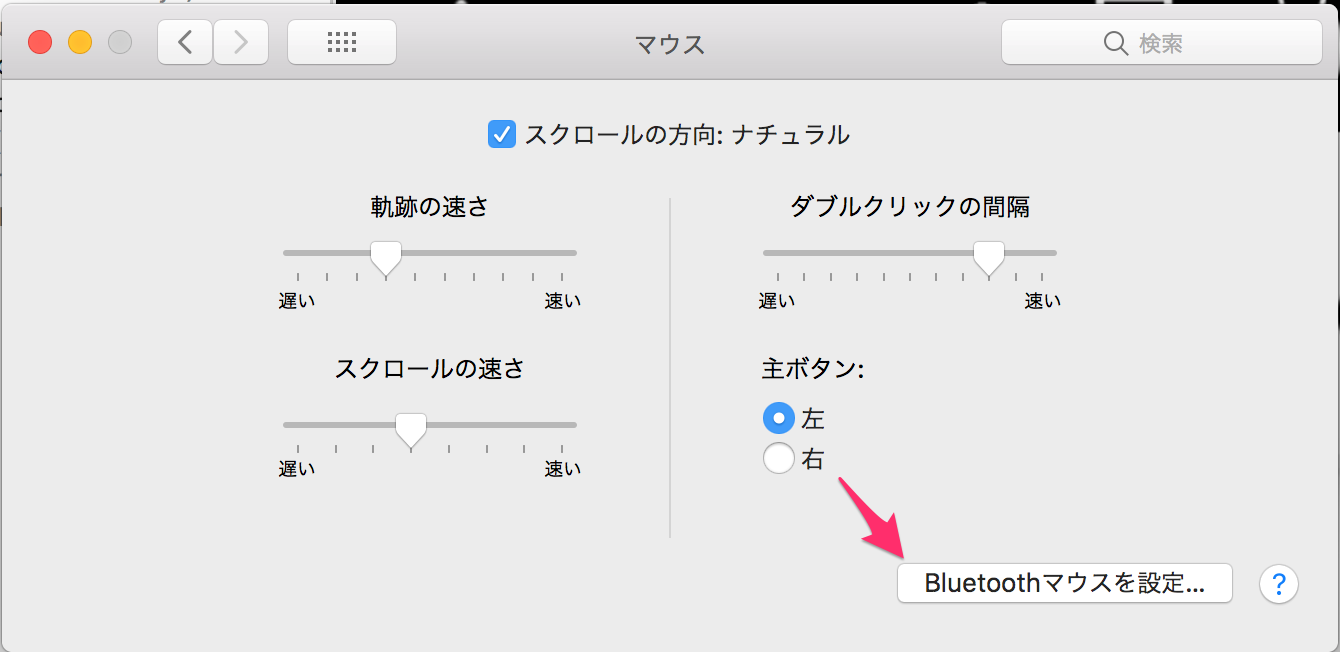 マウス
検索
スクロールの方向: ナチュラル
軌跡の速さ
遅い
速い
スクロールの速さ
遅い
速い
ダブルクリックの間隔
遅い
速い
主ボタン:
左
右
Bluetoothマウスを設定...
?